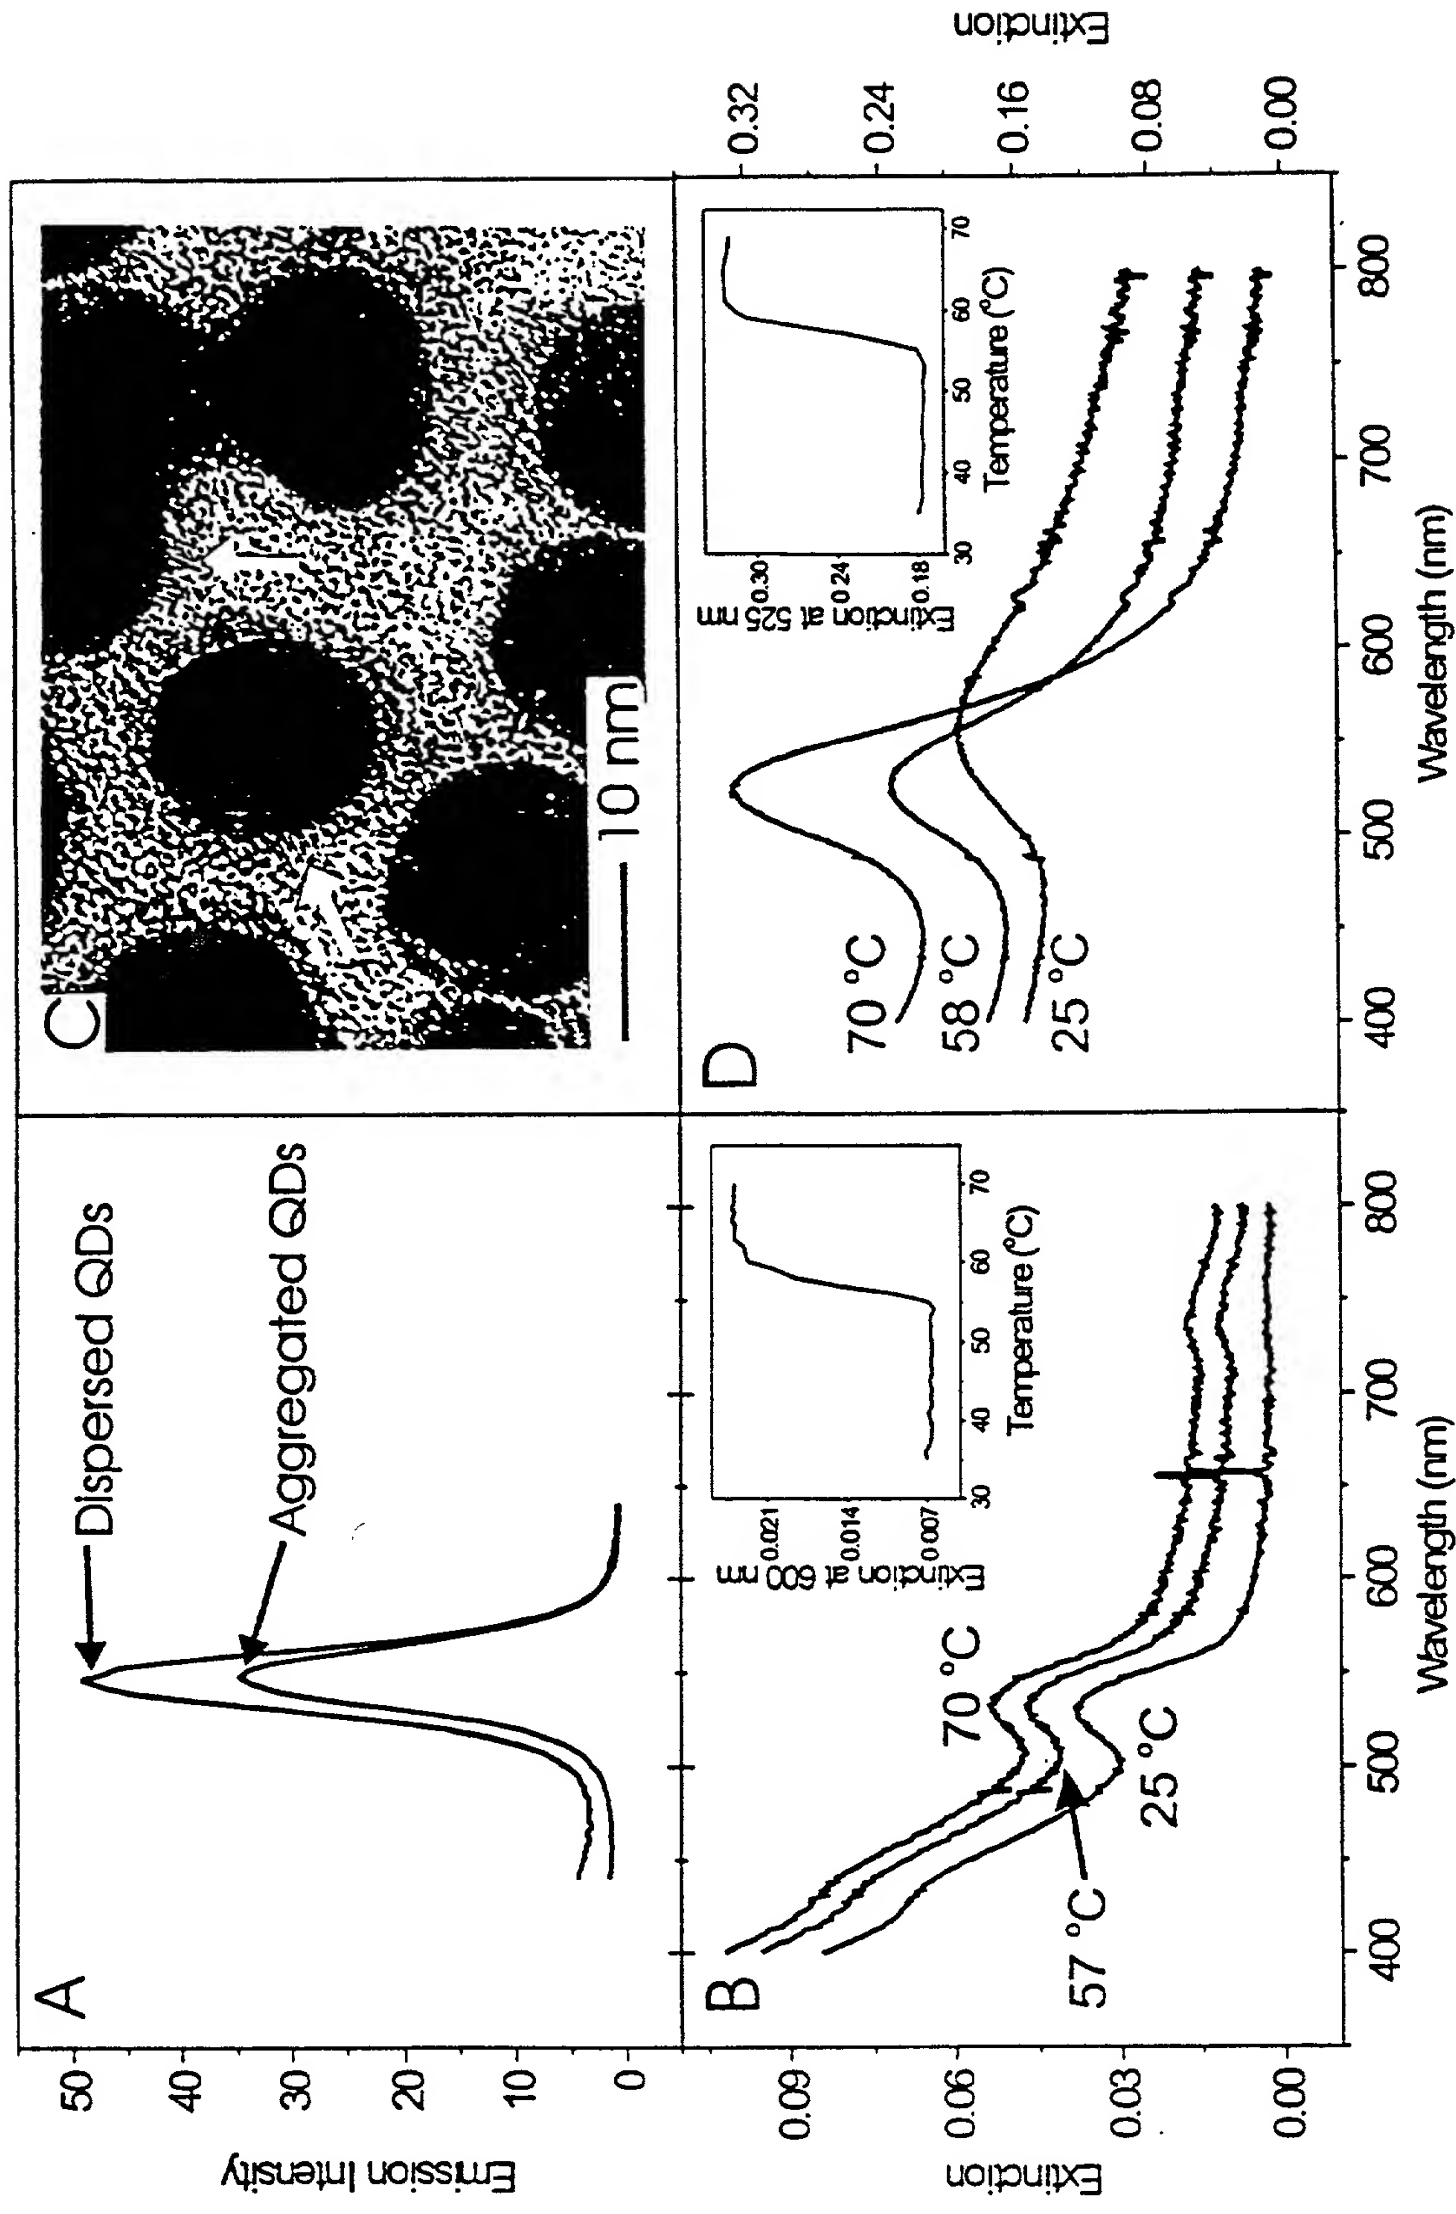 A
Dispersed QDs
Aggregated QDs
50
40
30
20
10
0
Emission Intensity
C
10 nm
B
70 °C
57 °C
25 °C
0.09
0.06
0.03
0.00
Extinction
400
500
600
700
800
Wavelength (nm)
Extinction at 600 nm
0.021
0.014
0.007
30
40
50
60
70
Temperature (°C)
D
70 °C
58 °C
25 °C
0.32
0.24
0.16
0.08
0.00
Extinction
400
500
600
700
800
Wavelength (nm)
Extinction at 525 nm
0.30
0.24
0.18
30
40
50
60
70
Temperature (°C)